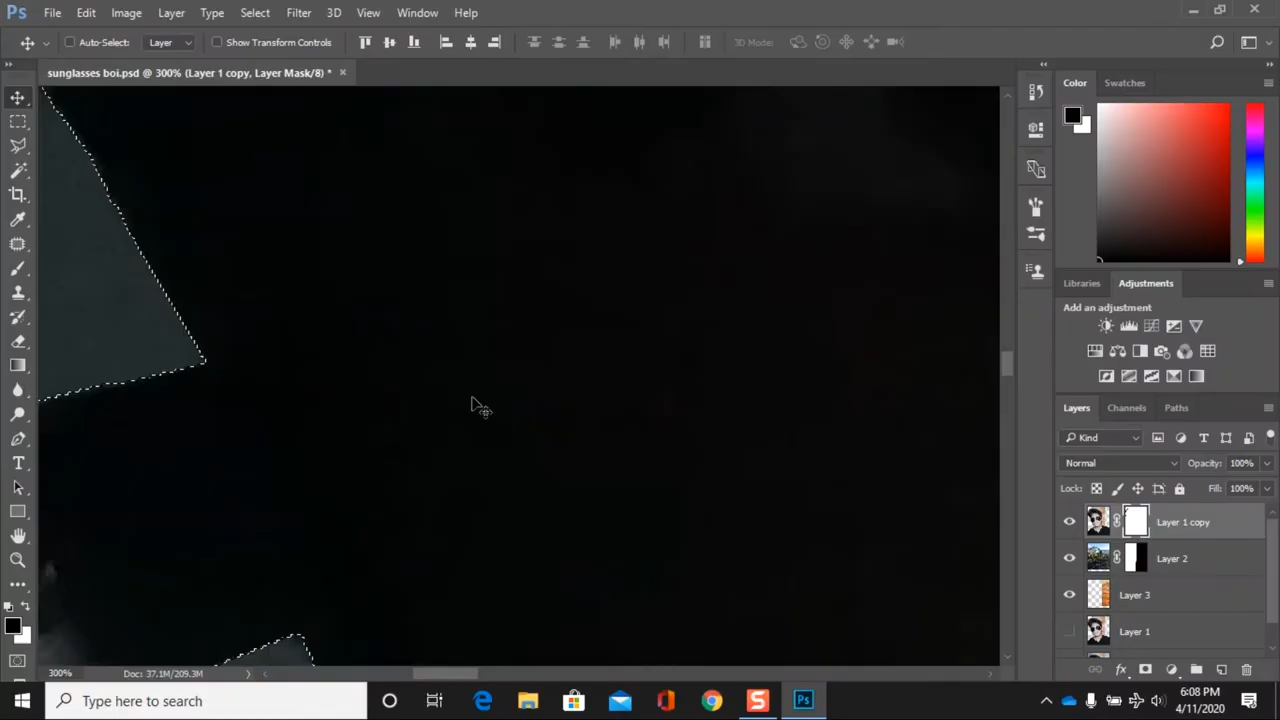 Ps File Edit Image Layer Type Select Filter 3D View Window Help
Auto-Select: Layer Show Transform Controls 3D Mode:
sunglasses boi.psd @ 300% (Layer 1 copy, Layer Mask/8) * ×
Color Swatches
Libraries Adjustments
Add an adjustment
Layers Channels Paths
Kind
Normal Opacity: 100%
Lock: Fill: 100%
Layer 1 copy
Layer 2
Layer 3
Layer 1
300% Doc: 37.1M/209.3M
Type here to search
S Ps
6:08 PM
4/11/2020